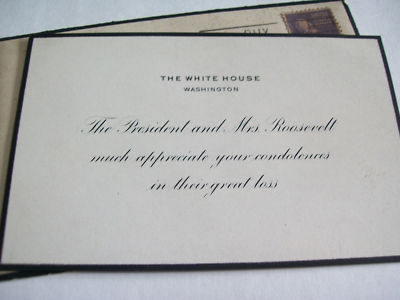 THE WHITE HOUSE
WASHINGTON
The President and Mrs. Roosevelt
much appreciate your condolences
in their great loss